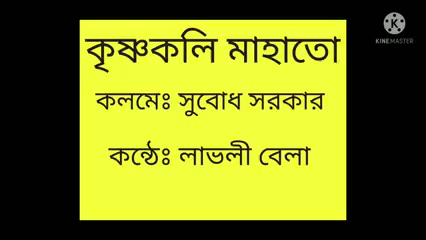 কৃষ্ণকলি মাহাতো
কলমেঃ সুবোধ সরকার
কন্ঠেঃ লাভলী বেলা
KINEMASTER